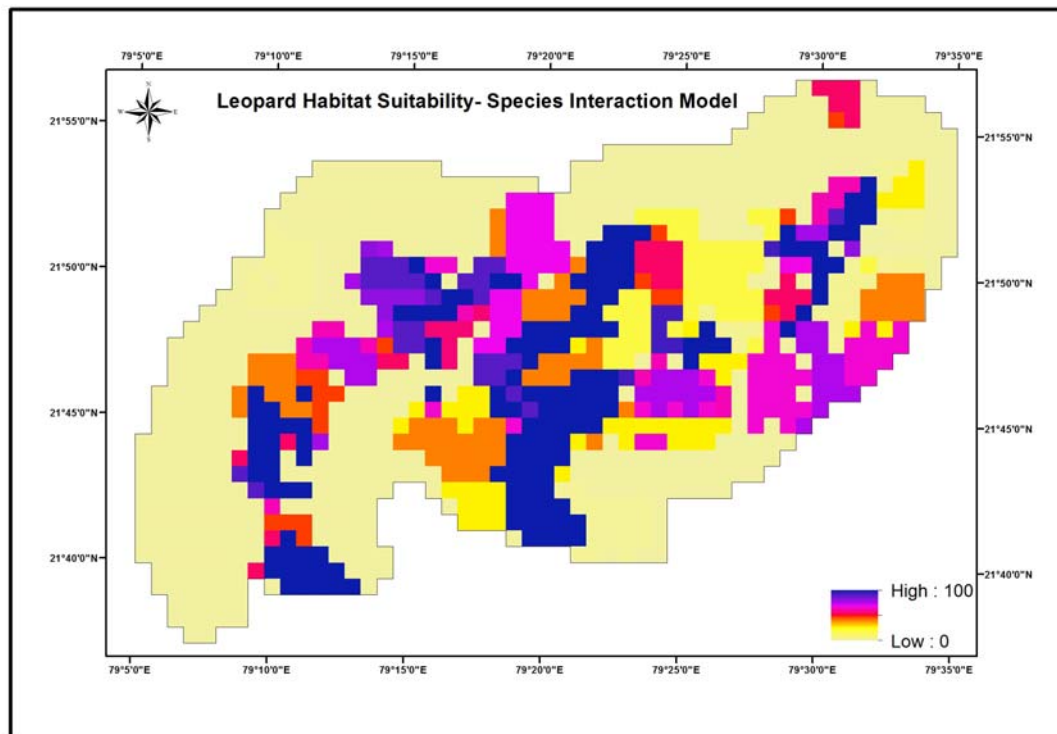 79°5'0"E 79°10'0"E 79°15'0"E 79°20'0"E 79°25'0"E 79°30'0"E 79°35'0"E
N
W E
S
Leopard Habitat Suitability- Species Interaction Model
21°55'0"N 21°55'0"N
21°50'0"N 21°50'0"N
21°45'0"N 21°45'0"N
21°40'0"N 21°40'0"N
High : 100
Low : 0
79°5'0"E 79°10'0"E 79°15'0"E 79°20'0"E 79°25'0"E 79°30'0"E 79°35'0"E